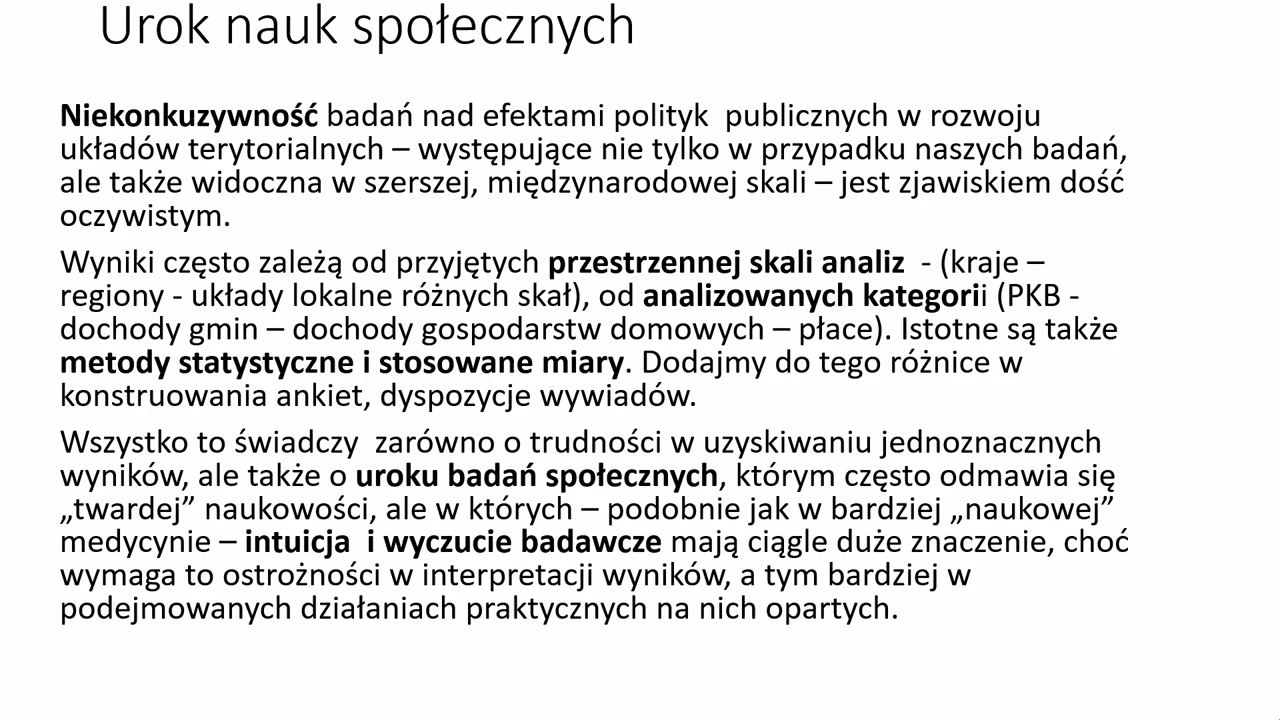 Urok nauk społecznych
Niekonkuzywność badań nad efektami polityk  publicznych w rozwoju
układów terytorialnych – występujące nie tylko w przypadku naszych badań,
ale także widoczna w szerszej, międzynarodowej skali – jest zjawiskiem dość
oczywistym.
Wyniki często zależą od przyjętych przestrzennej skali analiz  - (kraje –
regiony - układy lokalne różnych skał), od analizowanych kategorii (PKB -
dochody gmin – dochody gospodarstw domowych – płace). Istotne są także
metody statystyczne i stosowane miary. Dodajmy do tego różnice w
konstruowania ankiet, dyspozycje wywiadów.
Wszystko to świadczy  zarówno o trudności w uzyskiwaniu jednoznacznych
wyników, ale także o uroku badań społecznych, którym często odmawia się
„twardej” naukowości, ale w których – podobnie jak w bardziej „naukowej”
medycynie – intuicja  i wyczucie badawcze mają ciągle duże znaczenie, choć
wymaga to ostrożności w interpretacji wyników, a tym bardziej w
podejmowanych działaniach praktycznych na nich opartych.